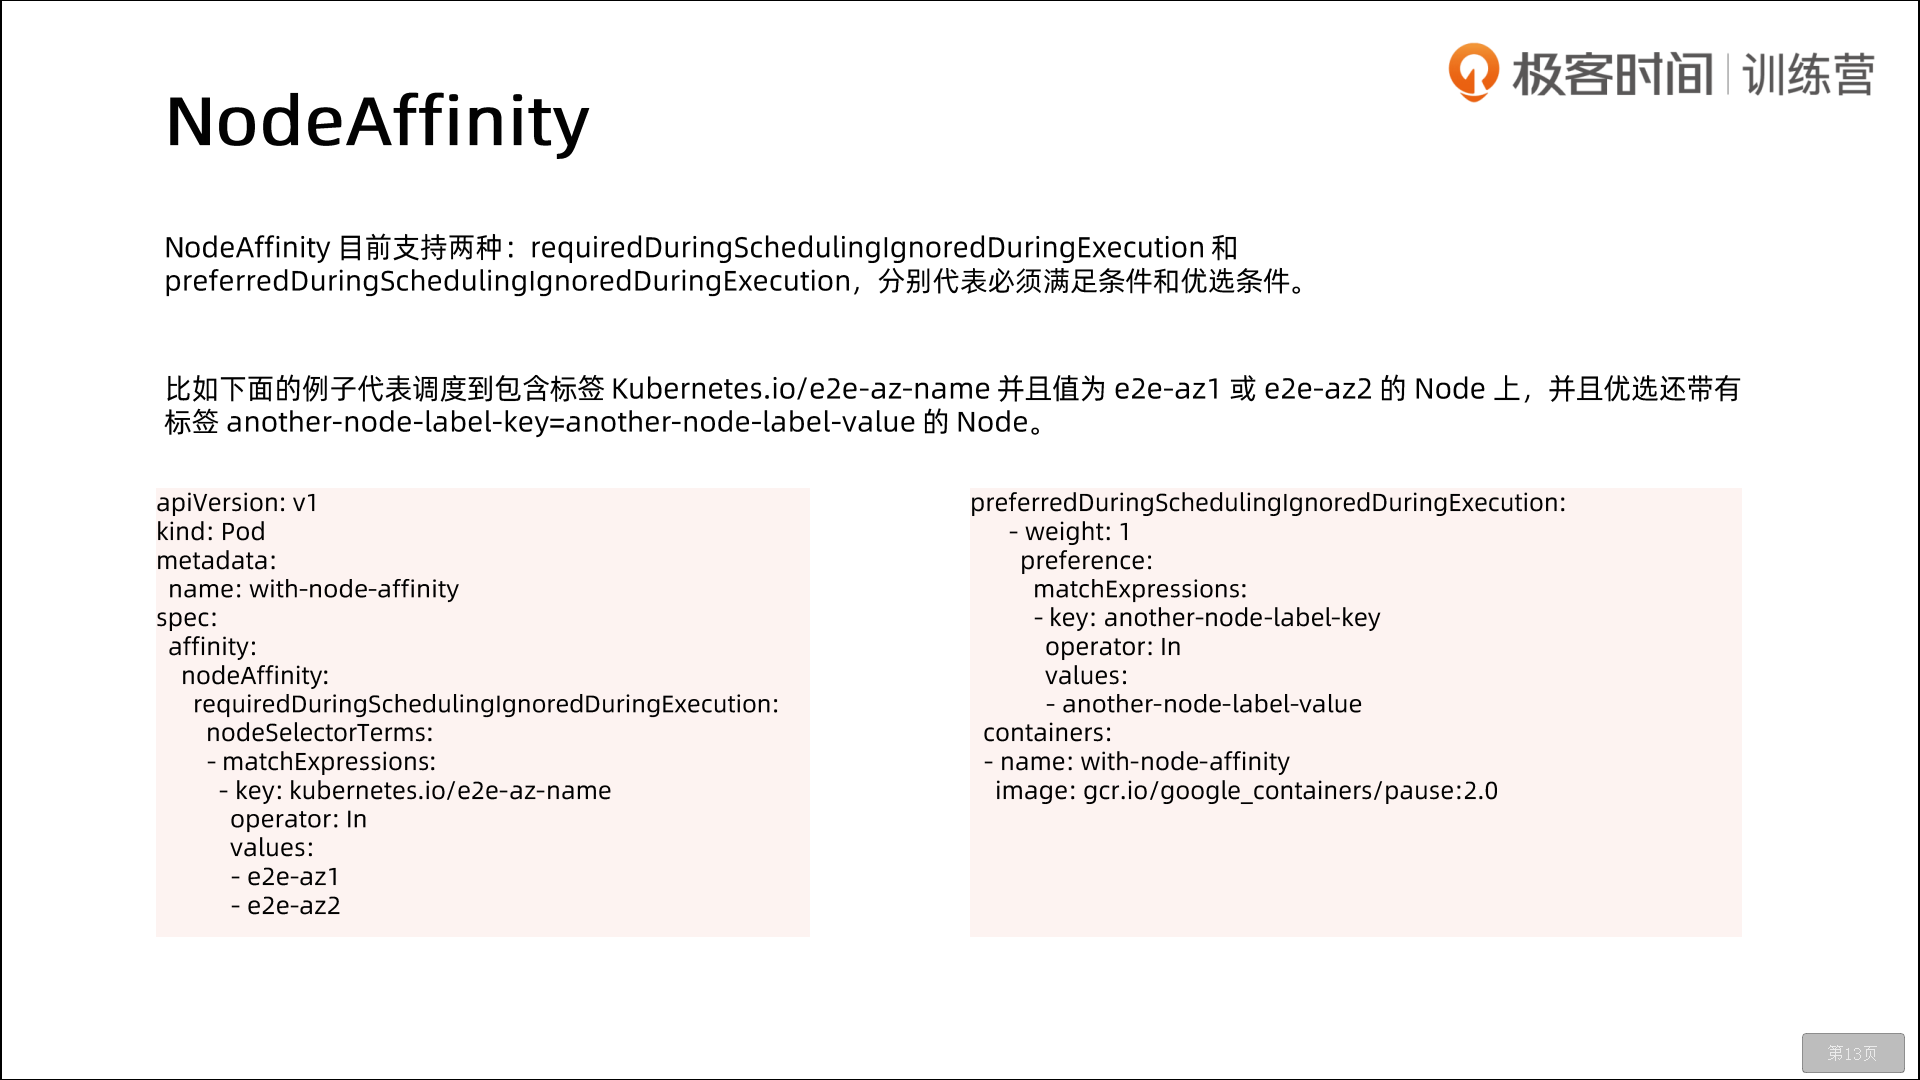 极客时间 训练营
NodeAffinity
NodeAffinity 目前支持两种：requiredDuringSchedulingIgnoredDuringExecution 和
preferredDuringSchedulingIgnoredDuringExecution，分别代表必须满足条件和优选条件。
比如下面的例子代表调度到包含标签 Kubernetes.io/e2e-az-name 并且值为 e2e-az1 或 e2e-az2 的 Node 上，并且优选还带有
标签 another-node-label-key=another-node-label-value 的 Node。
apiVersion: v1
kind: Pod
metadata:
  name: with-node-affinity
spec:
  affinity:
    nodeAffinity:
      requiredDuringSchedulingIgnoredDuringExecution:
        nodeSelectorTerms:
        - matchExpressions:
          - key: kubernetes.io/e2e-az-name
            operator: In
            values:
            - e2e-az1
            - e2e-az2
preferredDuringSchedulingIgnoredDuringExecution:
      - weight: 1
        preference:
          matchExpressions:
          - key: another-node-label-key
            operator: In
            values:
            - another-node-label-value
  containers:
  - name: with-node-affinity
    image: gcr.io/google_containers/pause:2.0
第13页